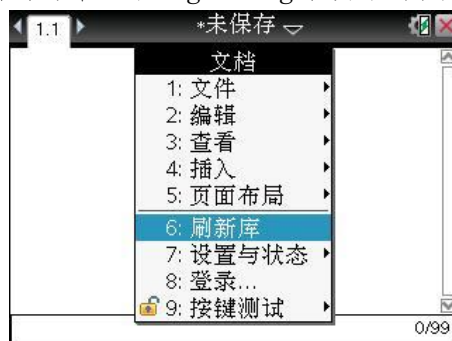 1.1
*未保存
文档
1: 文件
2: 编辑
3: 查看
4: 插入
5: 页面布局
6: 刷新库
7: 设置与状态
8: 登录...
9: 按键测试
0/99